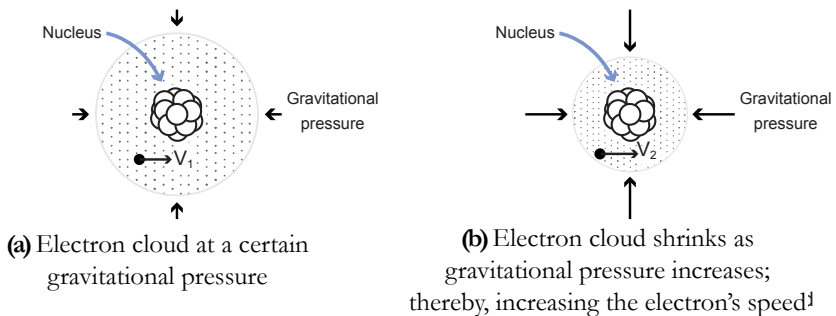 Nucleus
Gravitational
pressure
V₁
(a) Electron cloud at a certain
gravitational pressure
Nucleus
Gravitational
pressure
V₂
(b) Electron cloud shrinks as
gravitational pressure increases;
thereby, increasing the electron's speed¹